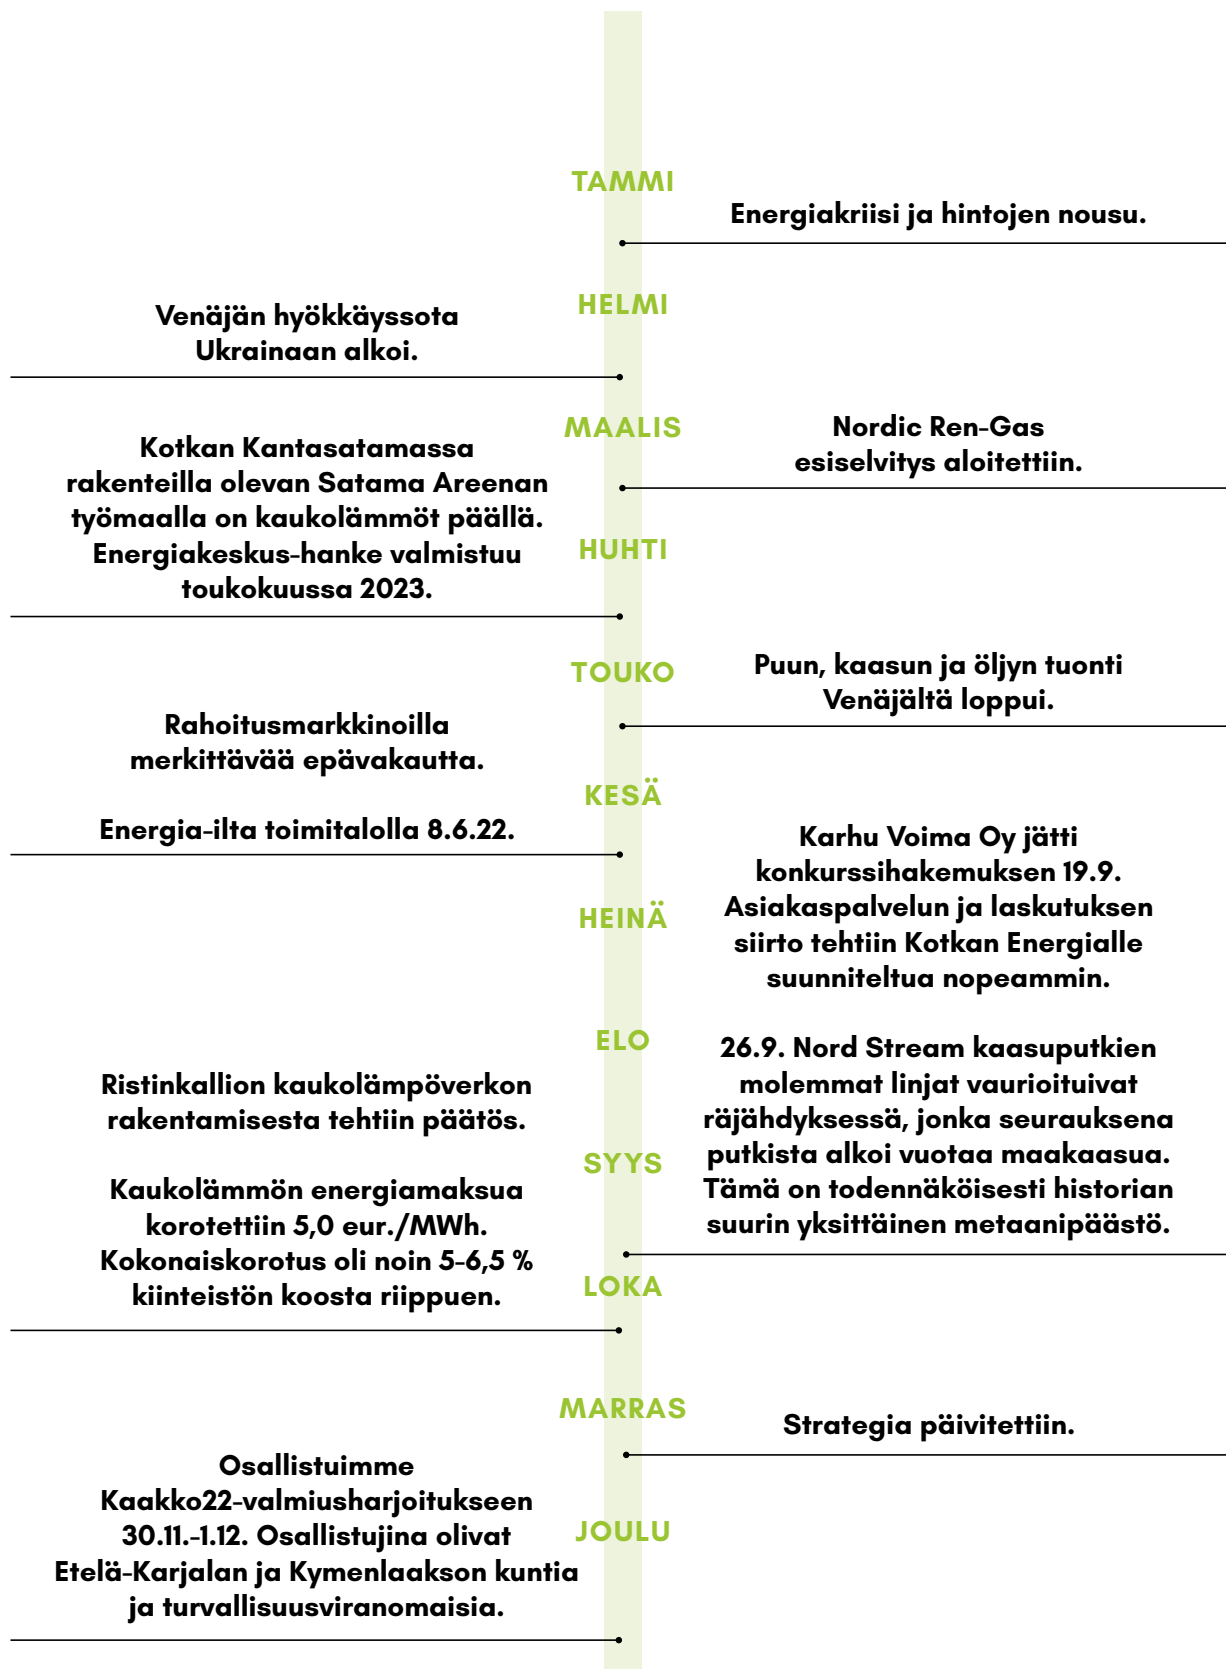 TAMMI
Energiakriisi ja hintojen nousu.
HELMI
Venäjän hyökkäyssota
Ukrainaan alkoi.
MAALIS
Nordic Ren-Gas
esiselvitys aloitettiin.
Kotkan Kantasatamassa
rakenteilla olevan Satama Areenan
työmaalla on kaukolämmöt päällä.
Energiakeskus-hanke valmistuu
toukokuussa 2023.
HUHTI
TOUKO
Puun, kaasun ja öljyn tuonti
Venäjältä loppui.
Rahoitusmarkkinoilla
merkittävää epävakautta.
KESÄ
Energia-ilta toimitalolla 8.6.22.
HEINÄ
Karhu Voima Oy jätti
konkurssihakemuksen 19.9.
Asiakaspalvelun ja laskutuksen
siirto tehtiin Kotkan Energialle
suunniteltua nopeammin.
ELO
26.9. Nord Stream kaasuputkien
molemmat linjat vaurioituivat
räjähdyksessä, jonka seurauksena
putkista alkoi vuotaa maakaasua.
Tämä on todennäköisesti historian
suurin yksittäinen metaanipäästö.
Ristinkallion kaukolämpöverkon
rakentamisesta tehtiin päätös.
SYYS
Kaukolämmön energiamaksua
korotettiin 5,0 eur./MWh.
Kokonaiskorotus oli noin 5-6,5 %
kiinteistön koosta riippuen.
LOKA
MARRAS
Strategia päivitettiin.
Osallistuimme
Kaakko22-valmiusharjoitukseen
30.11.-1.12. Osallistujina olivat
Etelä-Karjalan ja Kymenlaakson kuntia
ja turvallisuusviranomaisia.
JOULU